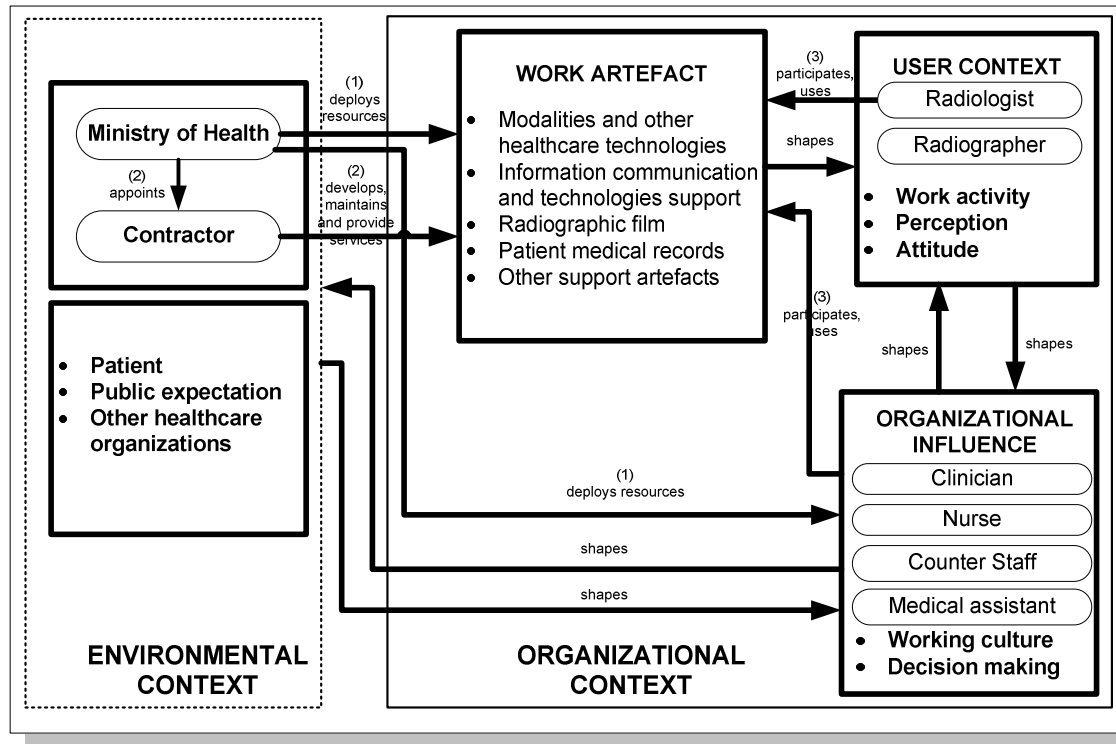 (1)
deploys
resources
Ministry of Health
(2)
appoints
(2)
develops,
maintains
and provide
services
Contractor
• Patient
• Public expectation
• Other healthcare
organizations
ENVIRONMENTAL
CONTEXT
WORK ARTEFACT
• Modalities and other
healthcare technologies
• Information communication
and technologies support
• Radiographic film
• Patient medical records
• Other support artefacts
(3)
participates,
uses
shapes
USER CONTEXT
Radiologist
Radiographer
• Work activity
• Perception
• Attitude
(3)
participates,
uses
shapes
shapes
ORGANIZATIONAL
INFLUENCE
Clinician
Nurse
Counter Staff
Medical assistant
• Working culture
• Decision making
(1)
deploys resources
shapes
shapes
ORGANIZATIONAL
CONTEXT